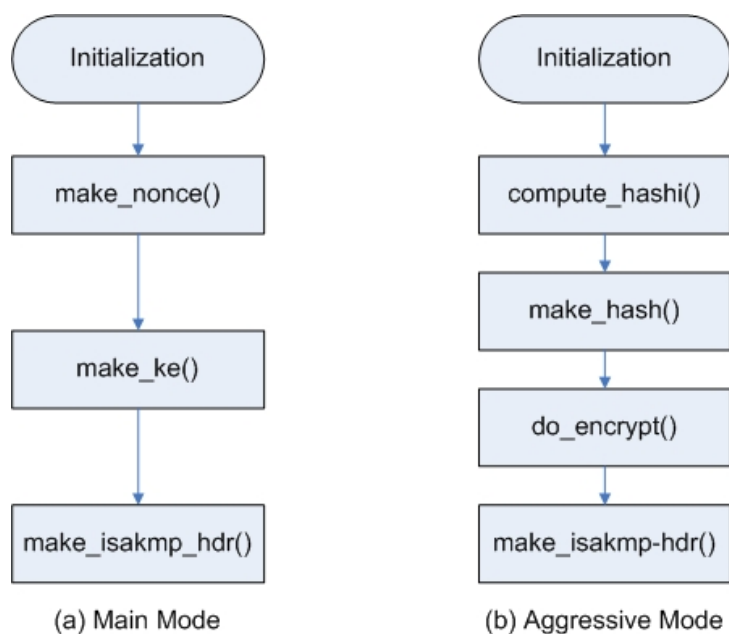 Initialization
make_nonce()
make_ke()
make_isakmp_hdr()
(a) Main Mode
Initialization
compute_hashi()
make_hash()
do_encrypt()
make_isakmp-hdr()
(b) Aggressive Mode